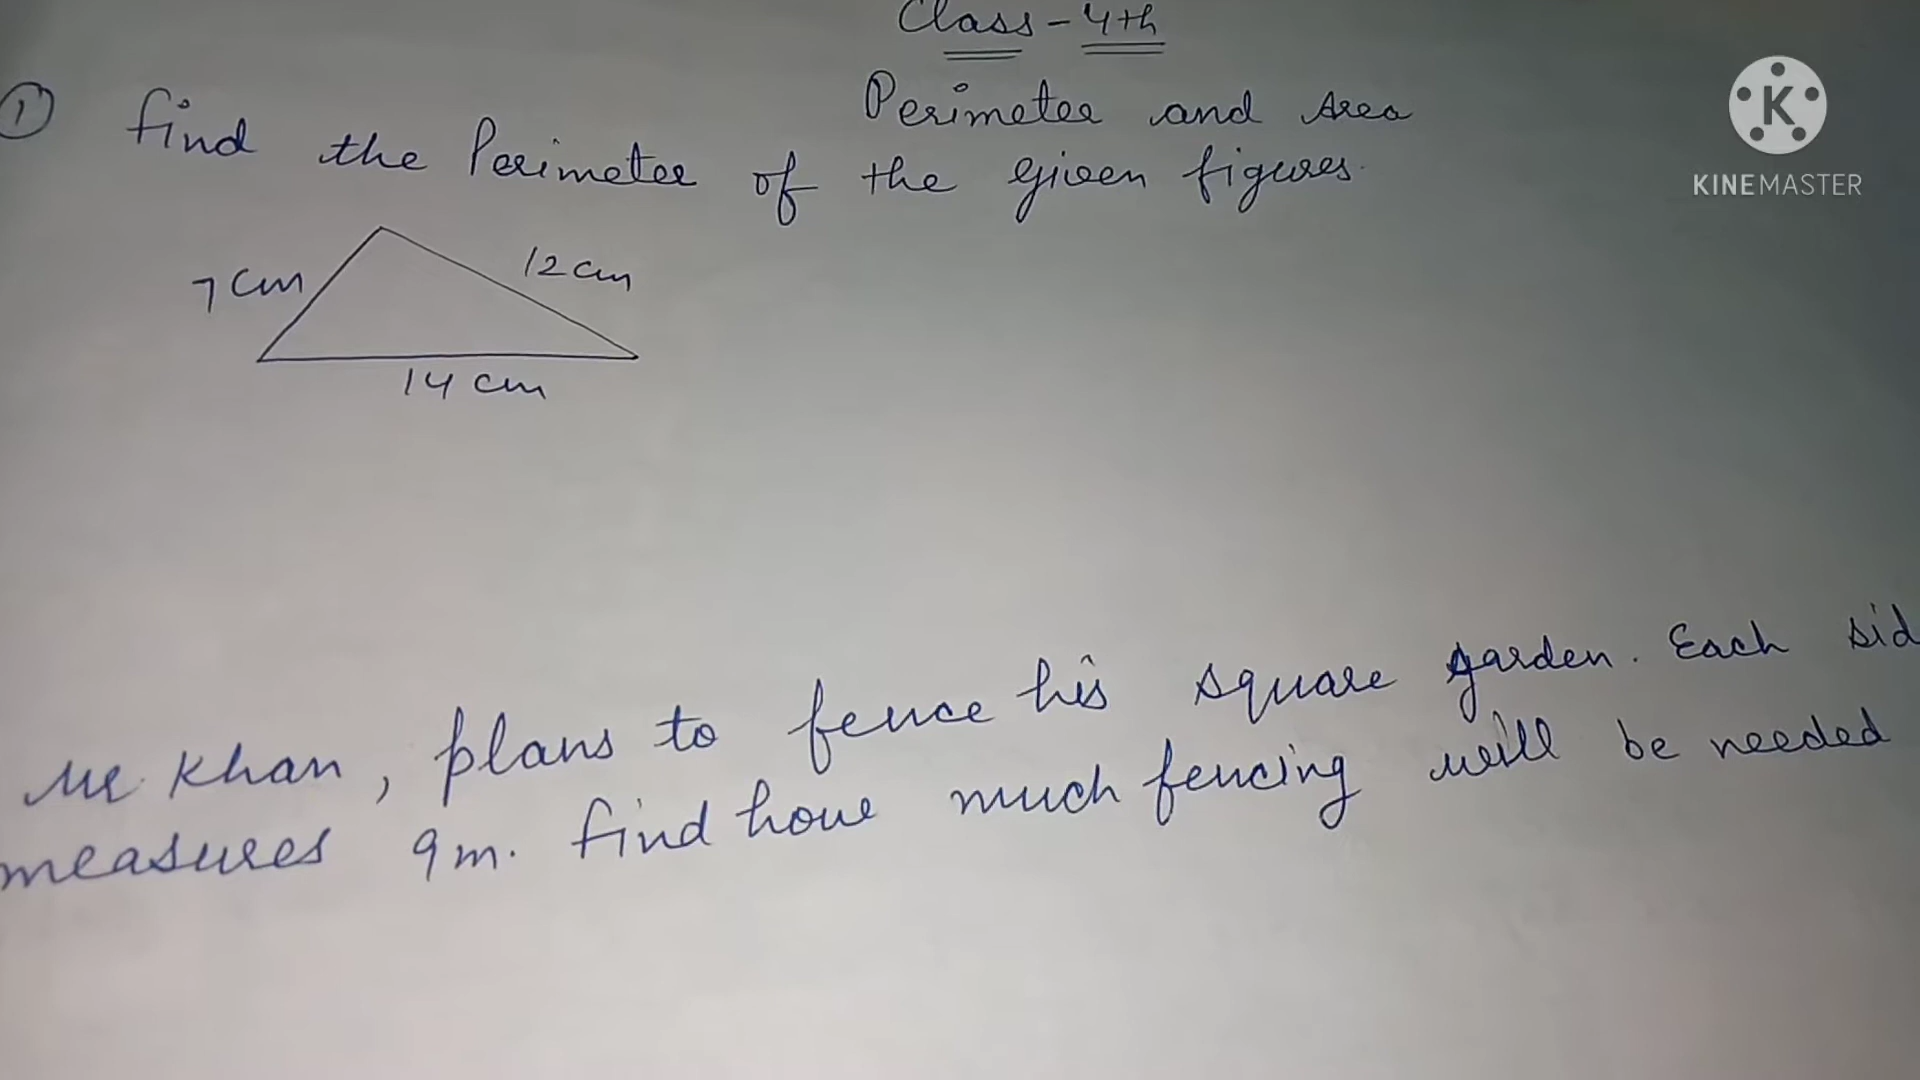 Class - 4th
Perimeter and Area
① find the Perimeter of the given figures.
7 cm
12 cm
14 cm
Mr Khan, plans to fence his square garden. Each sid
measures 9m. find how much fencing will be needed
K
KINEMASTER